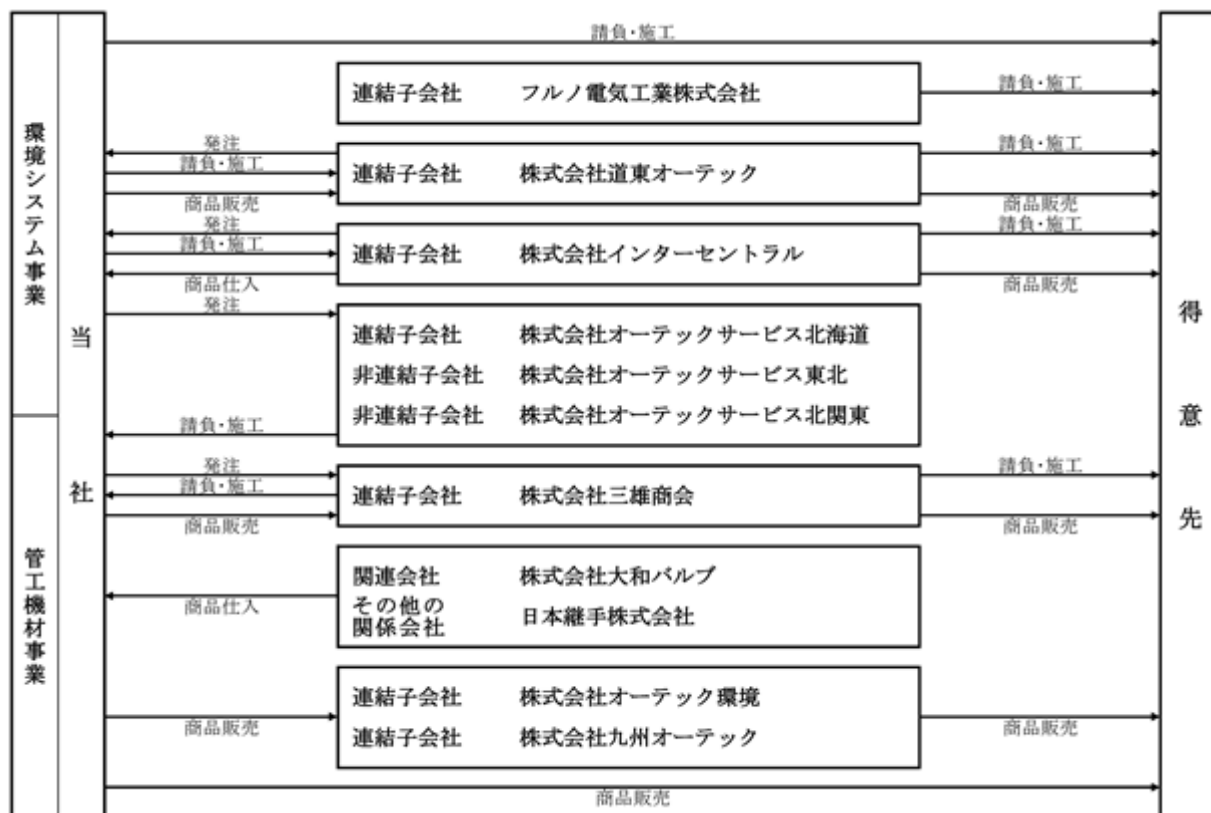 請負・施工
連結子会社 フルノ電気工業株式会社
請負・施工
環境システム事業
発注
請負・施工
商品販売
連結子会社 株式会社道東オーテック
請負・施工
商品販売
発注
請負・施工
商品仕入
連結子会社 株式会社インターセントラル
請負・施工
商品販売
発注
連結子会社 株式会社オーテックサービス北海道
非連結子会社 株式会社オーテックサービス東北
非連結子会社 株式会社オーテックサービス北関東
請負・施工
当社
得意先
発注
請負・施工
商品販売
連結子会社 株式会社三雄商会
請負・施工
商品販売
管工機材事業
関連会社 株式会社大和バルブ
その他の
関係会社 日本継手株式会社
商品仕入
連結子会社 株式会社オーテック環境
連結子会社 株式会社九州オーテック
商品販売
商品販売
商品販売